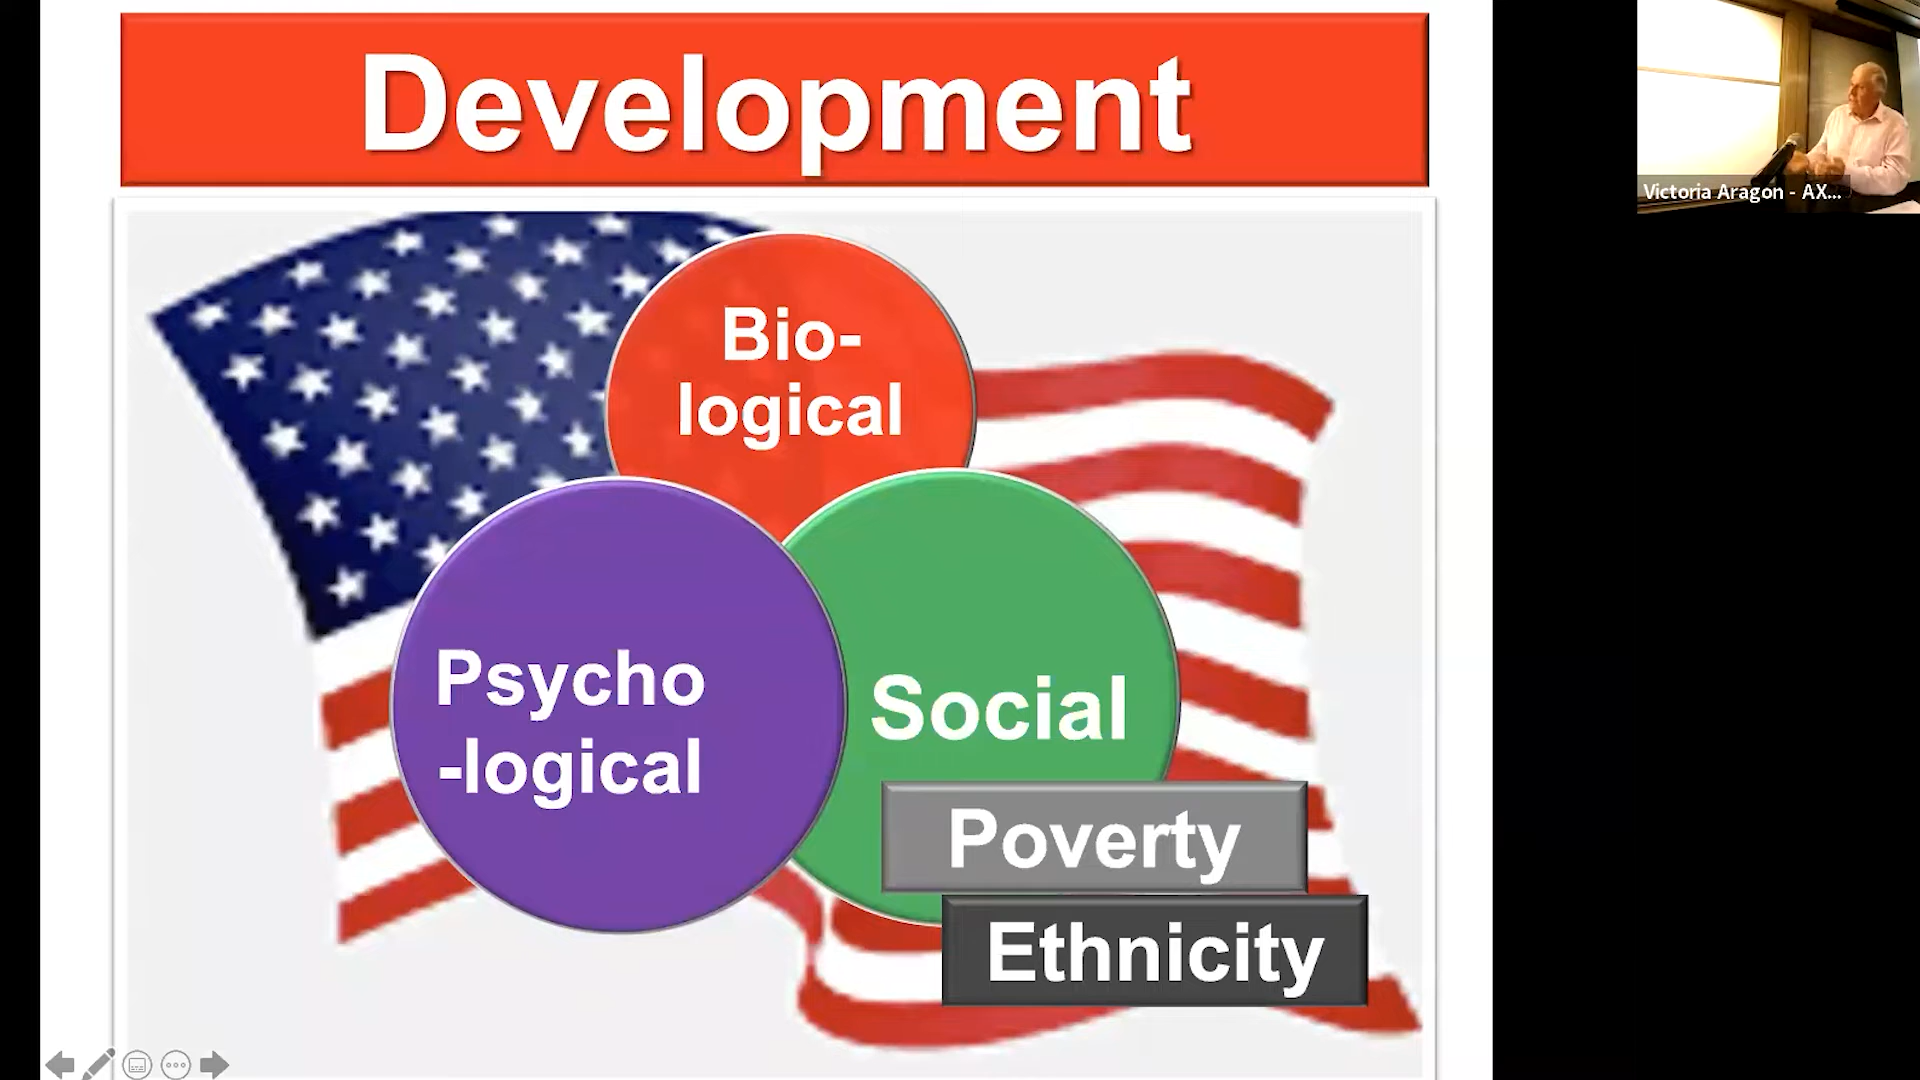 Development
Bio-
logical
Psycho
-logical
Social
Poverty
Ethnicity
Victoria Aragon - AX...